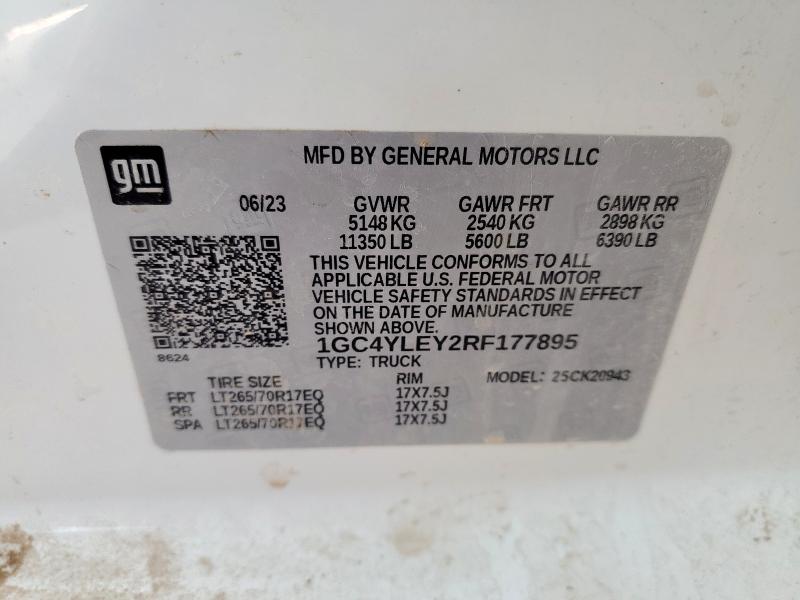 gm
MFD BY GENERAL MOTORS LLC
06/23 GVWR GAWR FRT GAWR RR
5148 KG 2540 KG 2898 KG
11350 LB 5600 LB 6390 LB
THIS VEHICLE CONFORMS TO ALL
APPLICABLE U.S. FEDERAL MOTOR
VEHICLE SAFETY STANDARDS IN EFFECT
ON THE DATE OF MANUFACTURE
SHOWN ABOVE.
1GC4YLEY2RF177895
8624
TYPE: TRUCK
TIRE SIZE RIM MODEL: 25CK20943
FRT LT265/70R17EQ 17X7.5J
RR LT265/70R17EQ 17X7.5J
SPA LT265/70R17EQ 17X7.5J